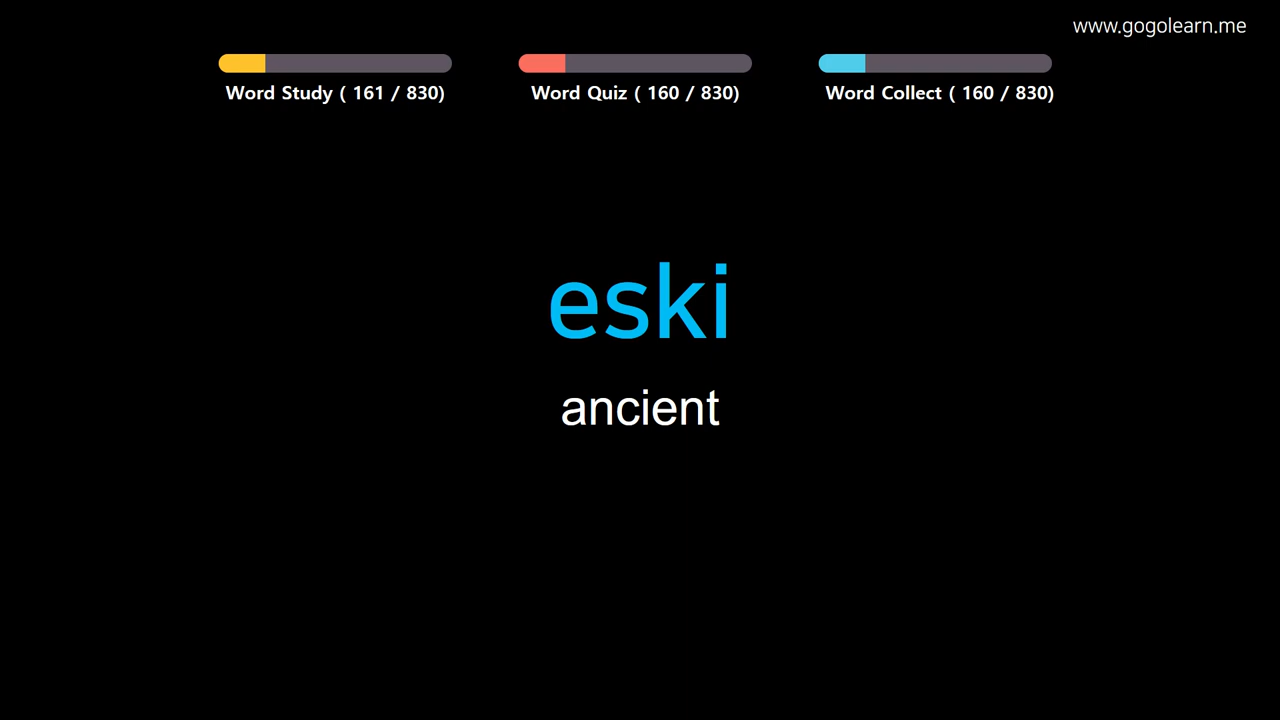 www.gogolearn.me
Word Study ( 161 / 830)
Word Quiz ( 160 / 830)
Word Collect ( 160 / 830)
eski
ancient